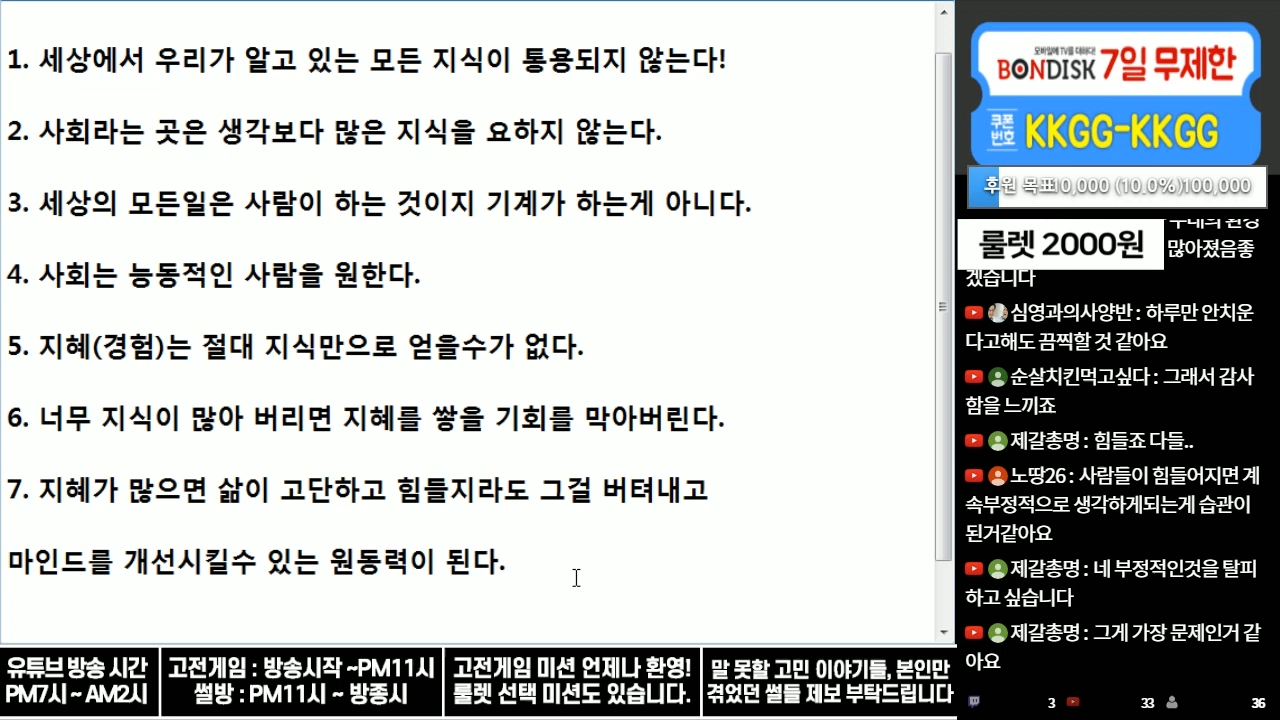 1. 세상에서 우리가 알고 있는 모든 지식이 통용되지 않는다!
2. 사회라는 곳은 생각보다 많은 지식을 요하지 않는다.
3. 세상의 모든일은 사람이 하는 것이지 기계가 하는게 아니다.
4. 사회는 능동적인 사람을 원한다.
5. 지혜(경험)는 절대 지식만으로 얻을수가 없다.
6. 너무 지식이 많아 버리면 지혜를 쌓을 기회를 막아버린다.
7. 지혜가 많으면 삶이 고단하고 힘들지라도 그걸 버텨내고
마인드를 개선시킬수 있는 원동력이 된다.
모바일에 TV를 더하다!
BONDISK 7일 무제한
쿠폰
번호
KKGG-KKGG
후원 목표10,000 (10.0%)100,000
룰렛 2000원
많아졌음좋
겠습니다
심영과의사양반 : 하루만 안치운
다고해도 끔찍할 것 같아요
순살치킨먹고싶다 : 그래서 감사
함을 느끼죠
제갈총명 : 힘들죠 다들..
노땅26 : 사람들이 힘들어지면 계
속부정적으로 생각하게되는게 습관이
된거같아요
제갈총명 : 네 부정적인것을 탈피
하고 싶습니다
제갈총명 : 그게 가장 문제인거 같
아요
3 33 36
유튜브 방송 시간
PM7시 ~ AM2시
고전게임 : 방송시작 ~PM11시
썰방 : PM11시 ~ 방종시
고전게임 미션 언제나 환영!
룰렛 선택 미션도 있습니다.
말 못할 고민 이야기들, 본인만
겪었던 썰들 제보 부탁드립니다